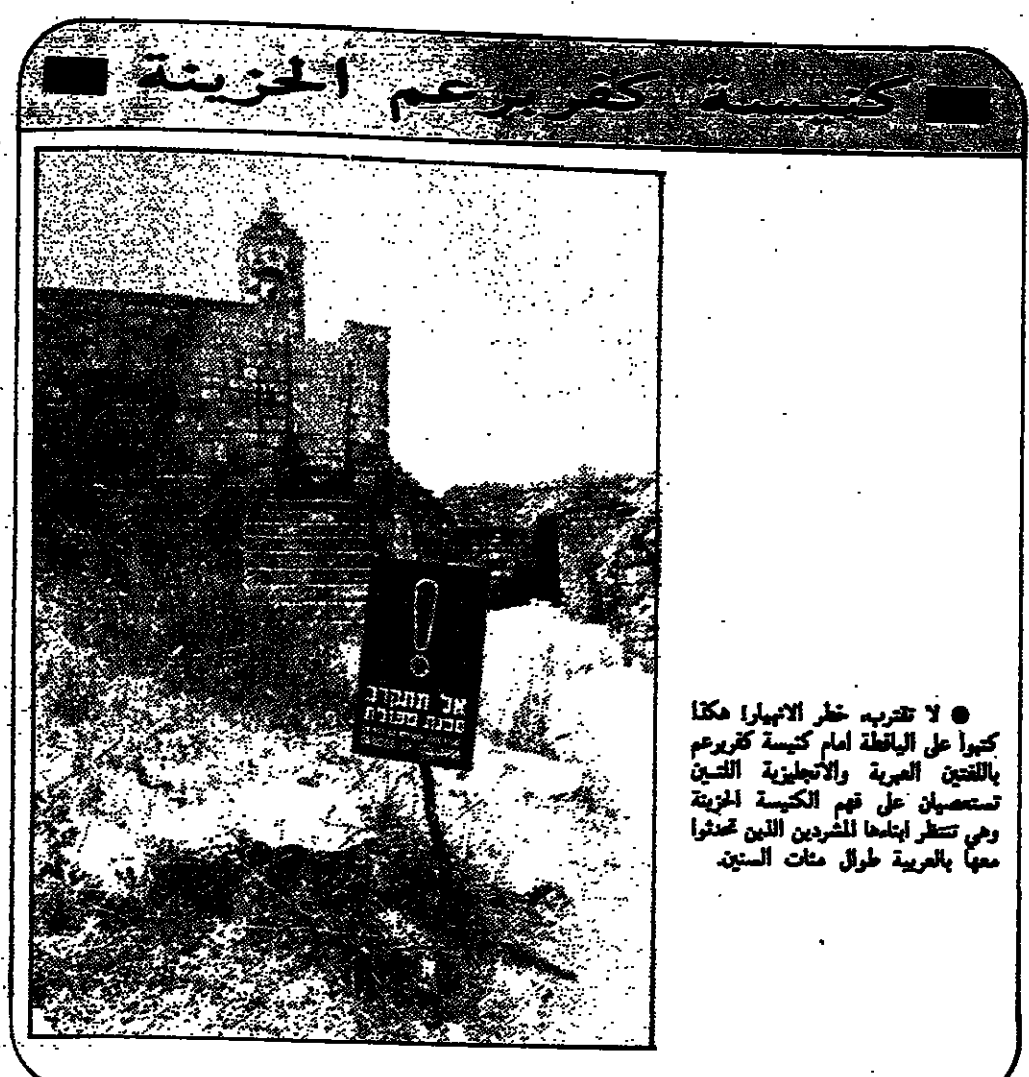 كنيسة كفربرعم الحزينة
● لا تقترب، خطر الانهيار! هكذا
كتبوا على اليافطة امام كنيسة كفربرعم
باللغتين العبرية والانجليزية اللتين
تستعصيان على فهم الكنيسة الحزينة
وهي تنتظر ابناءها المشردين الذين تحدثوا
معها بالعربية طوال مئات السنين.
!
אל תתקרב
סכנת מפולת